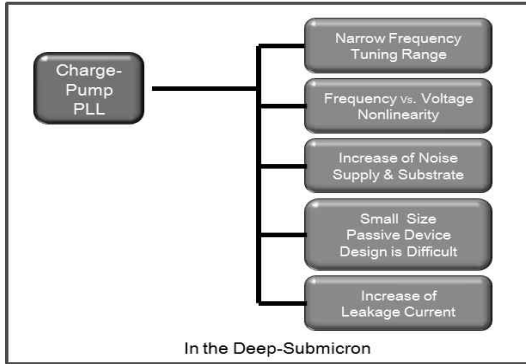 Charge-
Pump
PLL
Narrow Frequency
Tuning Range
Frequency vs. Voltage
Nonlinearity
Increase of Noise
Supply & Substrate
Small Size
Passive Device
Design is Difficult
Increase of
Leakage Current
In the Deep-Submicron